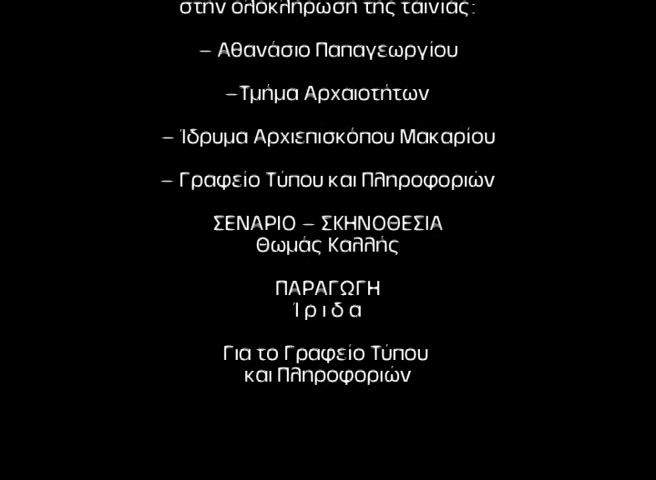 στην ολοκλήρωση της ταινίας:
– Αθανάσιο Παπαγεωργίου
–Τμήμα Αρχαιοτήτων
– Ίδρυμα Αρχιεπισκόπου Μακαρίου
– Γραφείο Τύπου και Πληροφοριών
ΣΕΝΑΡΙΟ – ΣΚΗΝΟΘΕΣΙΑ
Θωμάς Καλλής
ΠΑΡΑΓΩΓΗ
Ί ρ ι δ α
Για το Γραφείο Τύπου
και Πληροφοριών